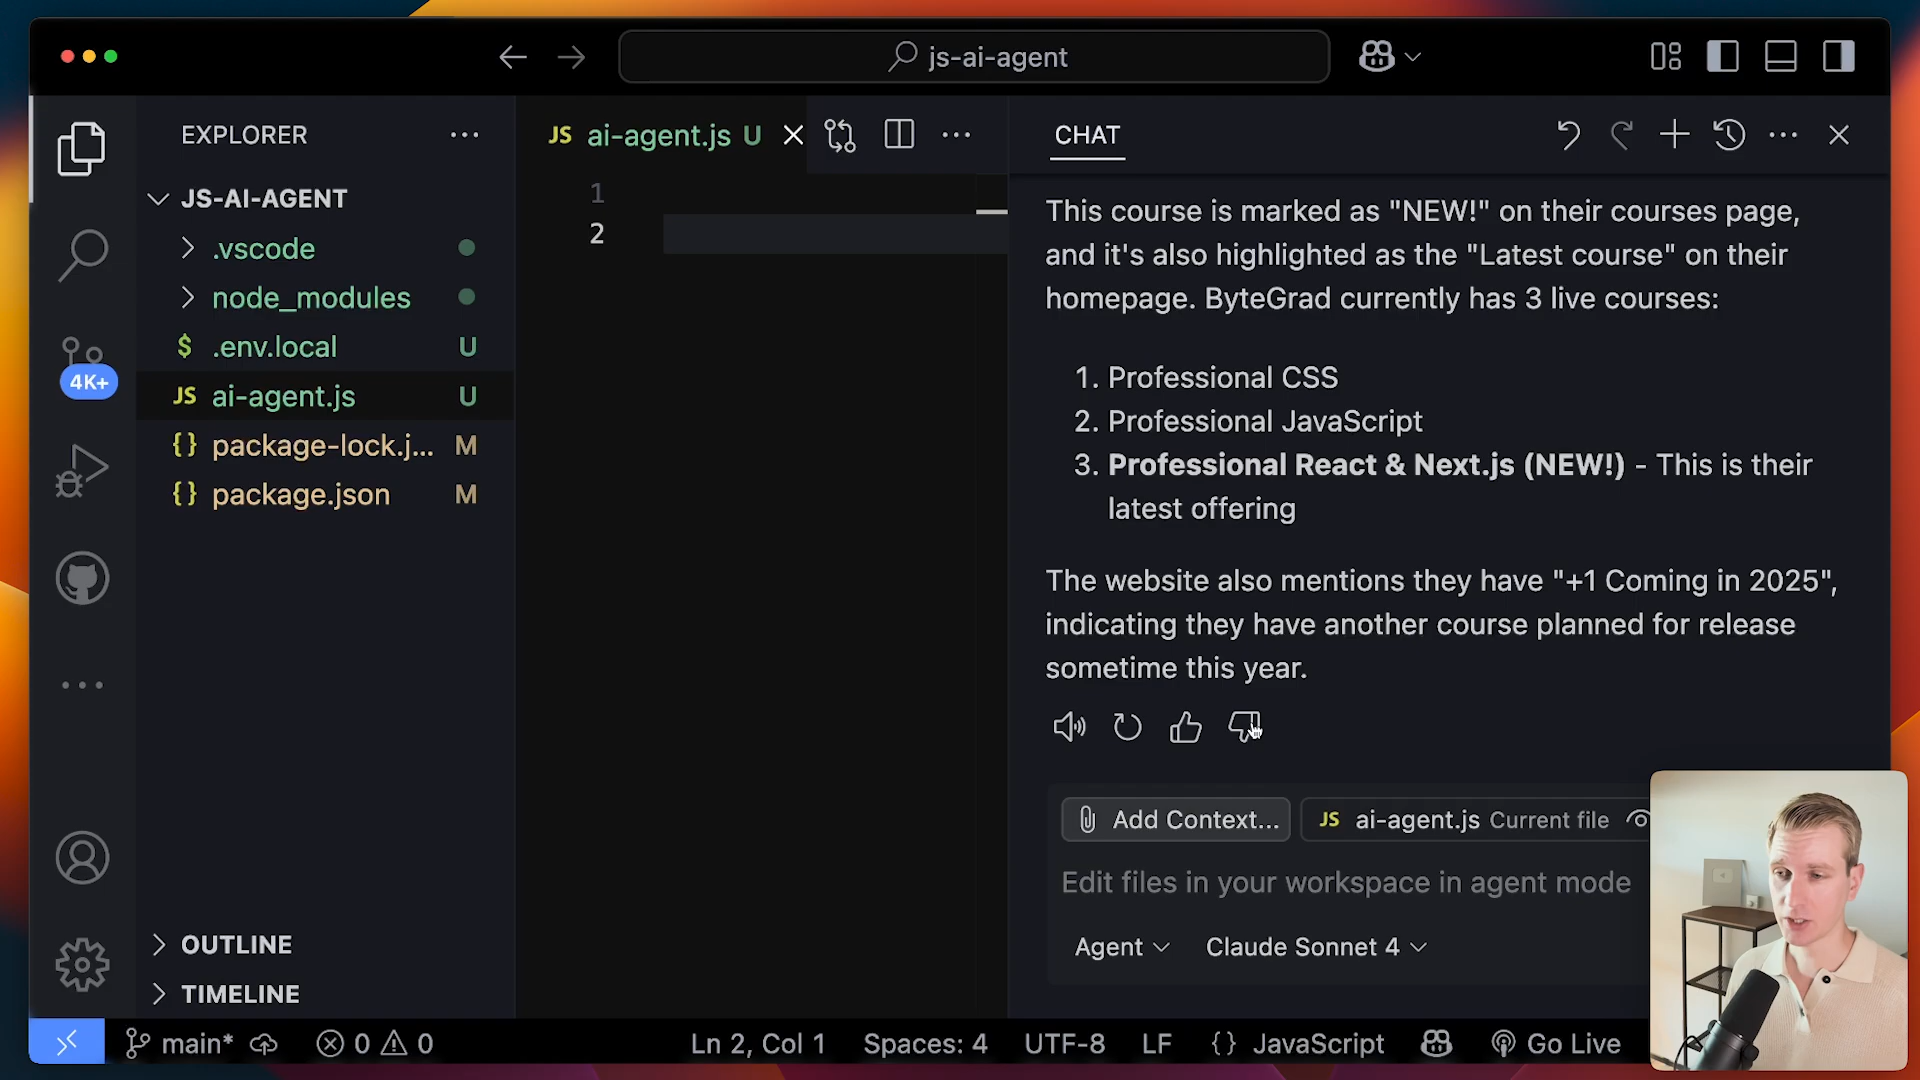 js-ai-agent
EXPLORER
JS ai-agent.js U
CHAT
JS-AI-AGENT
.vscode
node_modules
$ .env.local U
JS ai-agent.js U
{} package-lock.j... M
{} package.json M
4K+
OUTLINE
TIMELINE
1
2
This course is marked as "NEW!" on their courses page,
and it's also highlighted as the "Latest course" on their
homepage. ByteGrad currently has 3 live courses:
1. Professional CSS
2. Professional JavaScript
3. Professional React & Next.js (NEW!) - This is their
latest offering
The website also mentions they have "+1 Coming in 2025",
indicating they have another course planned for release
sometime this year.
Add Context...
JS ai-agent.js Current file
Edit files in your workspace in agent mode
Agent
Claude Sonnet 4
main*
0
0
Ln 2, Col 1
Spaces: 4
UTF-8
LF
{} JavaScript
Go Live